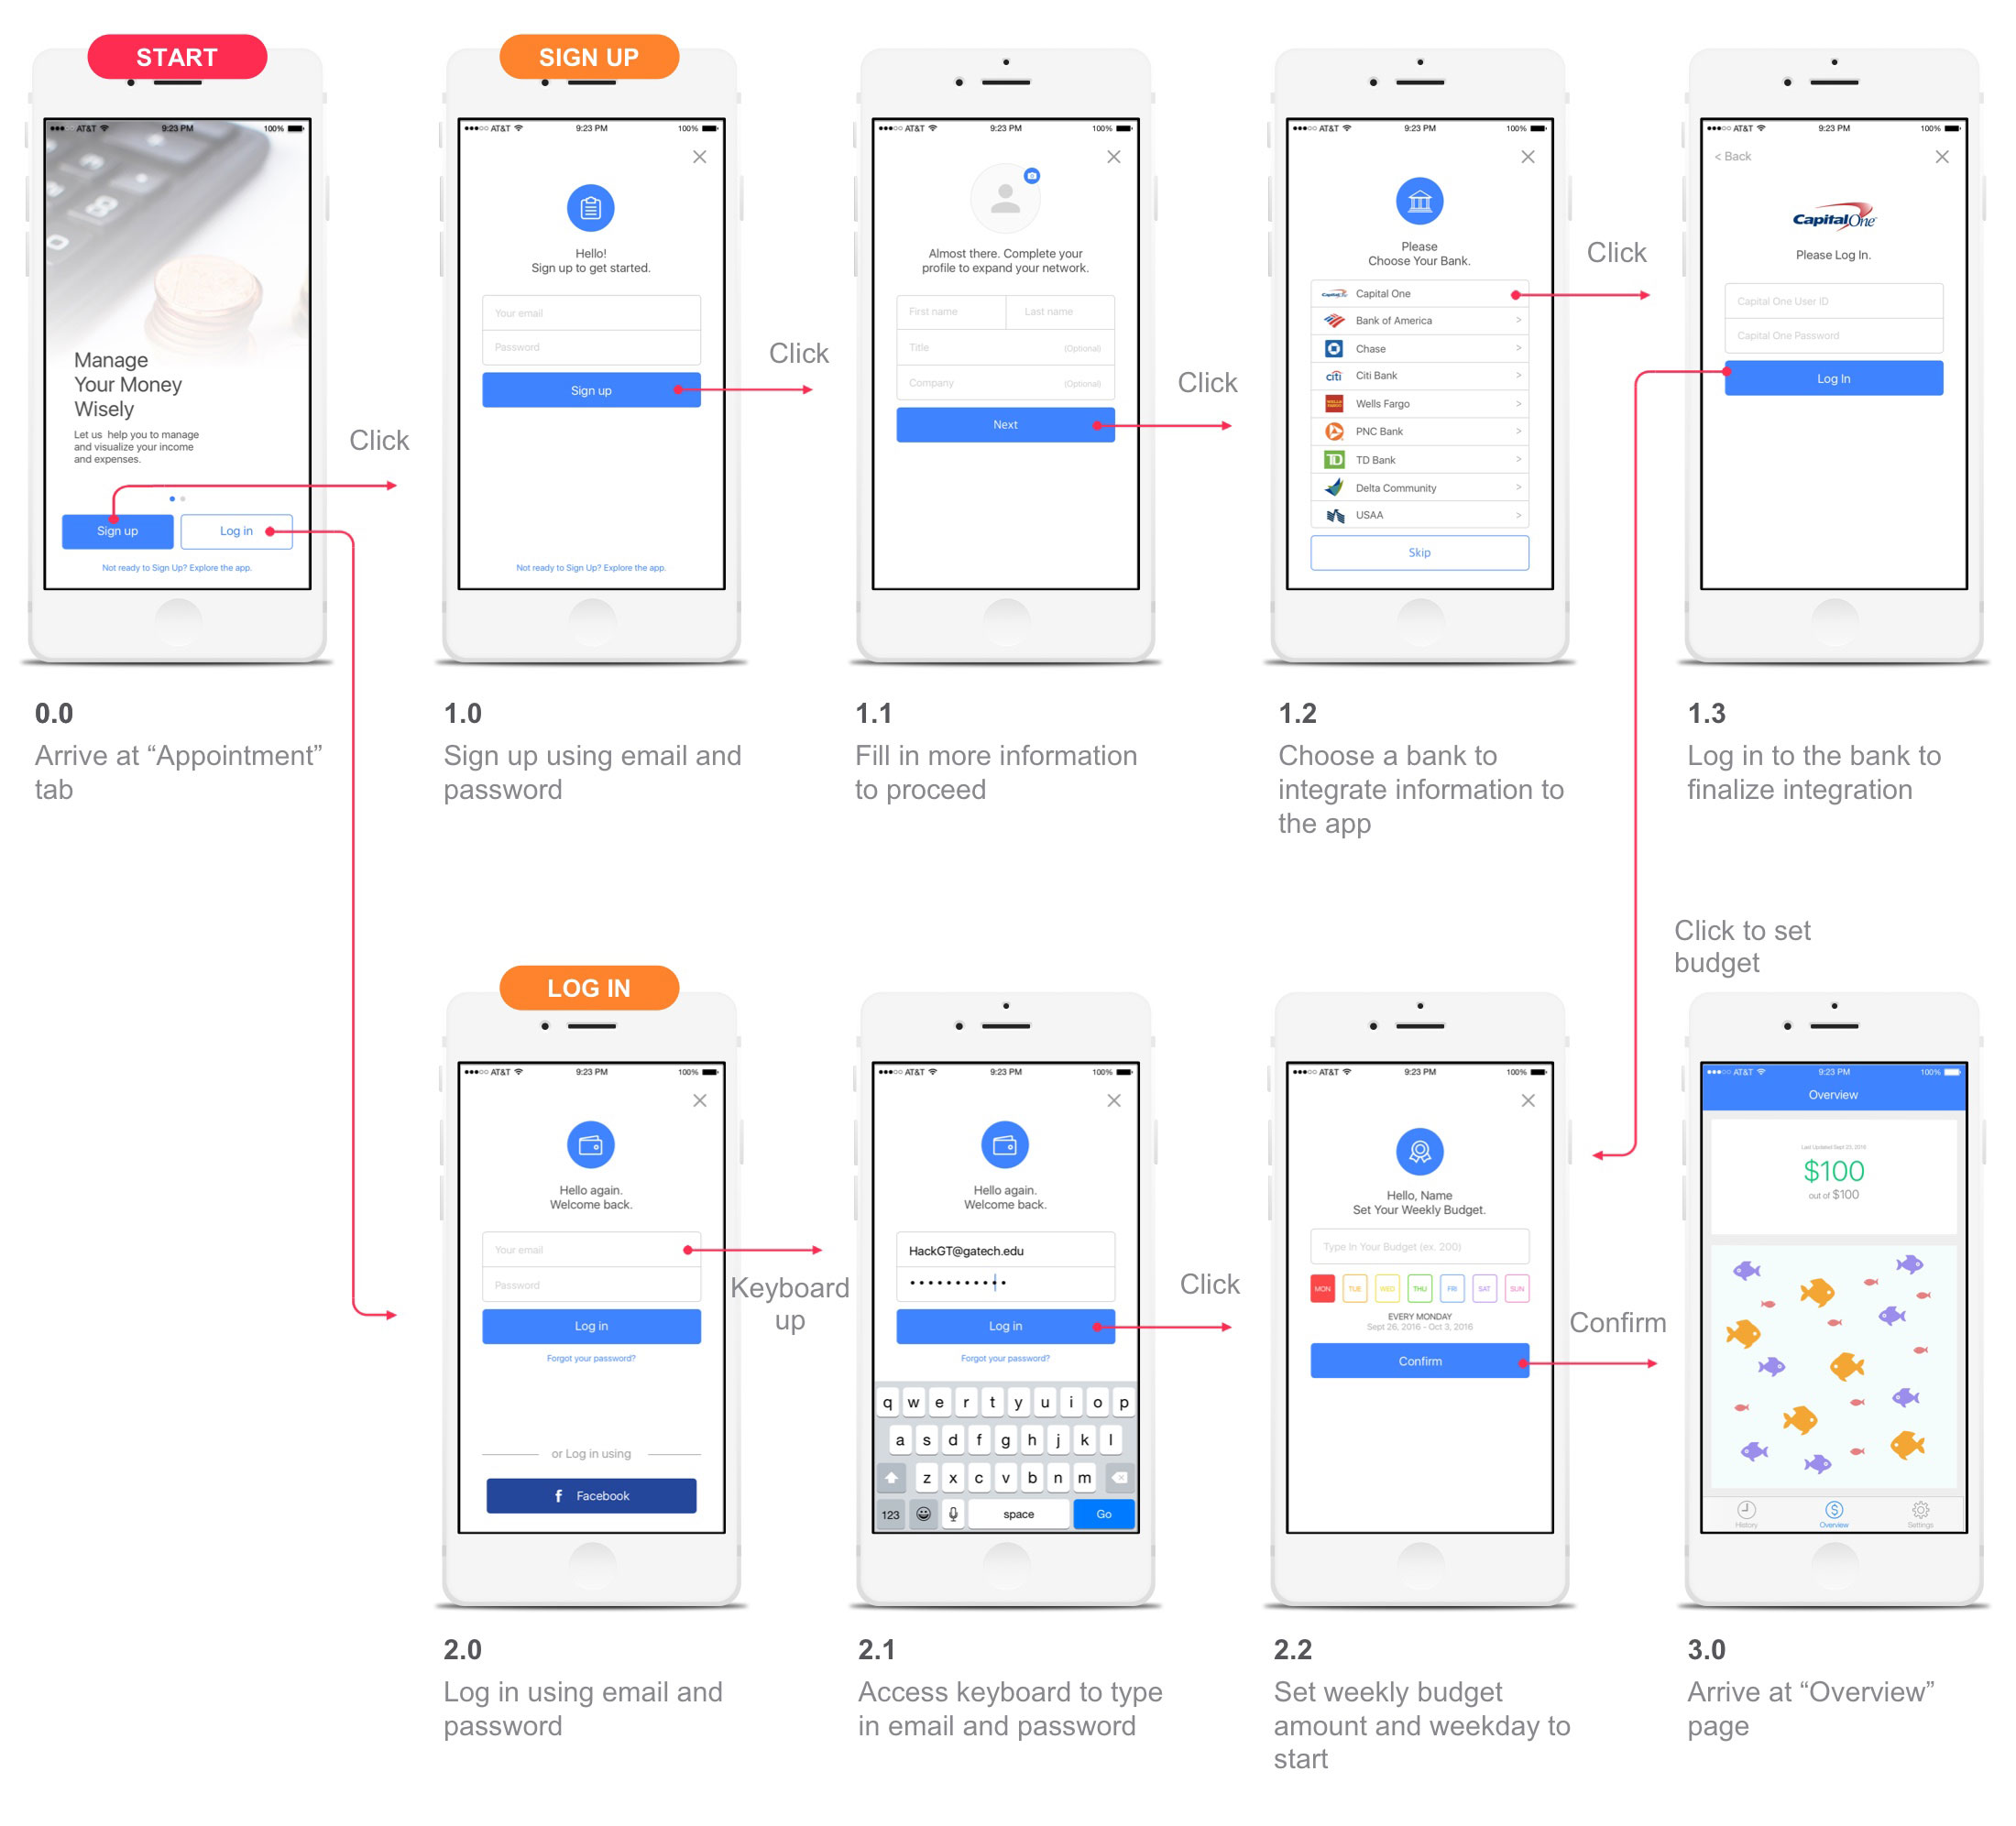 START
AT&T 9:23 PM 100%
Manage
Your Money
Wisely
Let us help you to manage
and visualize your income
and expenses.
Sign up Log in
Not ready to Sign Up? Explore the app.
Click
0.0
Arrive at “Appointment”
tab
SIGN UP
AT&T 9:23 PM 100%
Hello!
Sign up to get started.
Your email
Password
Sign up
Not ready to Sign Up? Explore the app.
Click
1.0
Sign up using email and
password
AT&T 9:23 PM 100%
Almost there. Complete your
profile to expand your network.
First name Last name
Title (Optional)
Company (Optional)
Next
Click
1.1
Fill in more information
to proceed
AT&T 9:23 PM 100%
Please
Choose Your Bank.
CapitalOne Capital One
Bank of America >
Chase >
citi Citi Bank >
WELLS FARGO Wells Fargo >
PNC Bank >
TD TD Bank >
Delta Community >
USAA >
Skip
Click
1.2
Choose a bank to
integrate information to
the app
AT&T 9:23 PM 100%
< Back
CapitalOne
Please Log In.
Capital One User ID
Capital One Password
Log In
1.3
Log in to the bank to
finalize integration
Click to set
budget
LOG IN
AT&T 9:23 PM 100%
Hello again.
Welcome back.
Your email
Password
Log in
Forgot your password?
or Log in using
f Facebook
Keyboard
up
2.0
Log in using email and
password
AT&T 9:23 PM 100%
Hello again.
Welcome back.
HackGT@gatech.edu
Log in
Forgot your password?
q w e r t y u i o p
a s d f g h j k l
z x c v b n m
123 space Go
Click
2.1
Access keyboard to type
in email and password
AT&T 9:23 PM 100%
Hello, Name
Set Your Weekly Budget.
Type In Your Budget (ex. 200)
MON TUE WED THU FRI SAT SUN
EVERY MONDAY
Sept 26, 2016 - Oct 3, 2016
Confirm
Confirm
2.2
Set weekly budget
amount and weekday to
start
AT&T 9:23 PM 100%
Overview
Last Updated Sept 25, 2016
$100
out of $100
History Overview Settings
3.0
Arrive at “Overview”
page